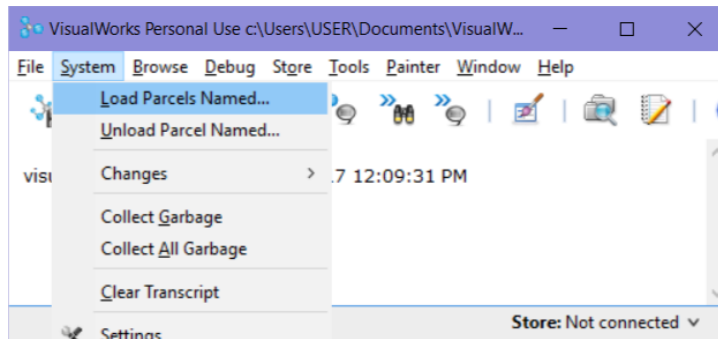 VisualWorks Personal Use c:\Users\USER\Documents\VisualW...
File System Browse Debug Store Tools Painter Window Help
Load Parcels Named...
Unload Parcel Named...
Changes
.7 12:09:31 PM
Collect Garbage
Collect All Garbage
Clear Transcript
Store: Not connected
Settings